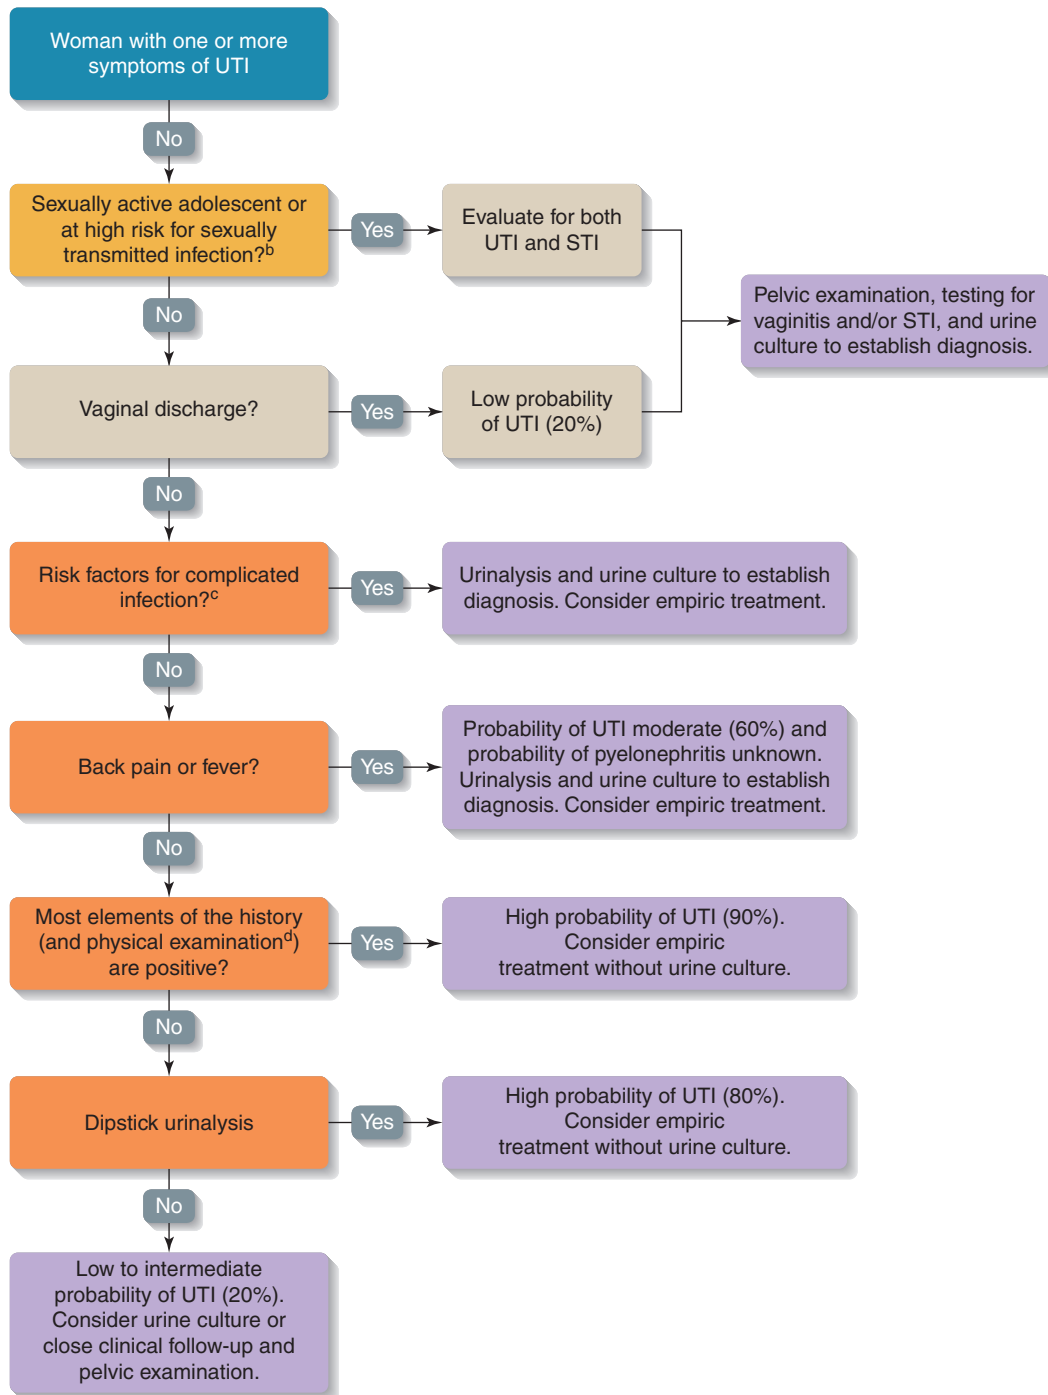 Woman with one or more
symptoms of UTI
No
Sexually active adolescent or
at high risk for sexually
transmitted infection?ᵇ
Yes
Evaluate for both
UTI and STI
Pelvic examination, testing for
vaginitis and/or STI, and urine
culture to establish diagnosis.
No
Vaginal discharge?
Yes
Low probability
of UTI (20%)
No
Risk factors for complicated
infection?ᶜ
Yes
Urinalysis and urine culture to establish
diagnosis. Consider empiric treatment.
No
Back pain or fever?
Yes
Probability of UTI moderate (60%) and
probability of pyelonephritis unknown.
Urinalysis and urine culture to establish
diagnosis. Consider empiric treatment.
No
Most elements of the history
(and physical examinationᵈ)
are positive?
Yes
High probability of UTI (90%).
Consider empiric
treatment without urine culture.
No
Dipstick urinalysis
Yes
High probability of UTI (80%).
Consider empiric
treatment without urine culture.
No
Low to intermediate
probability of UTI (20%).
Consider urine culture or
close clinical follow-up and
pelvic examination.